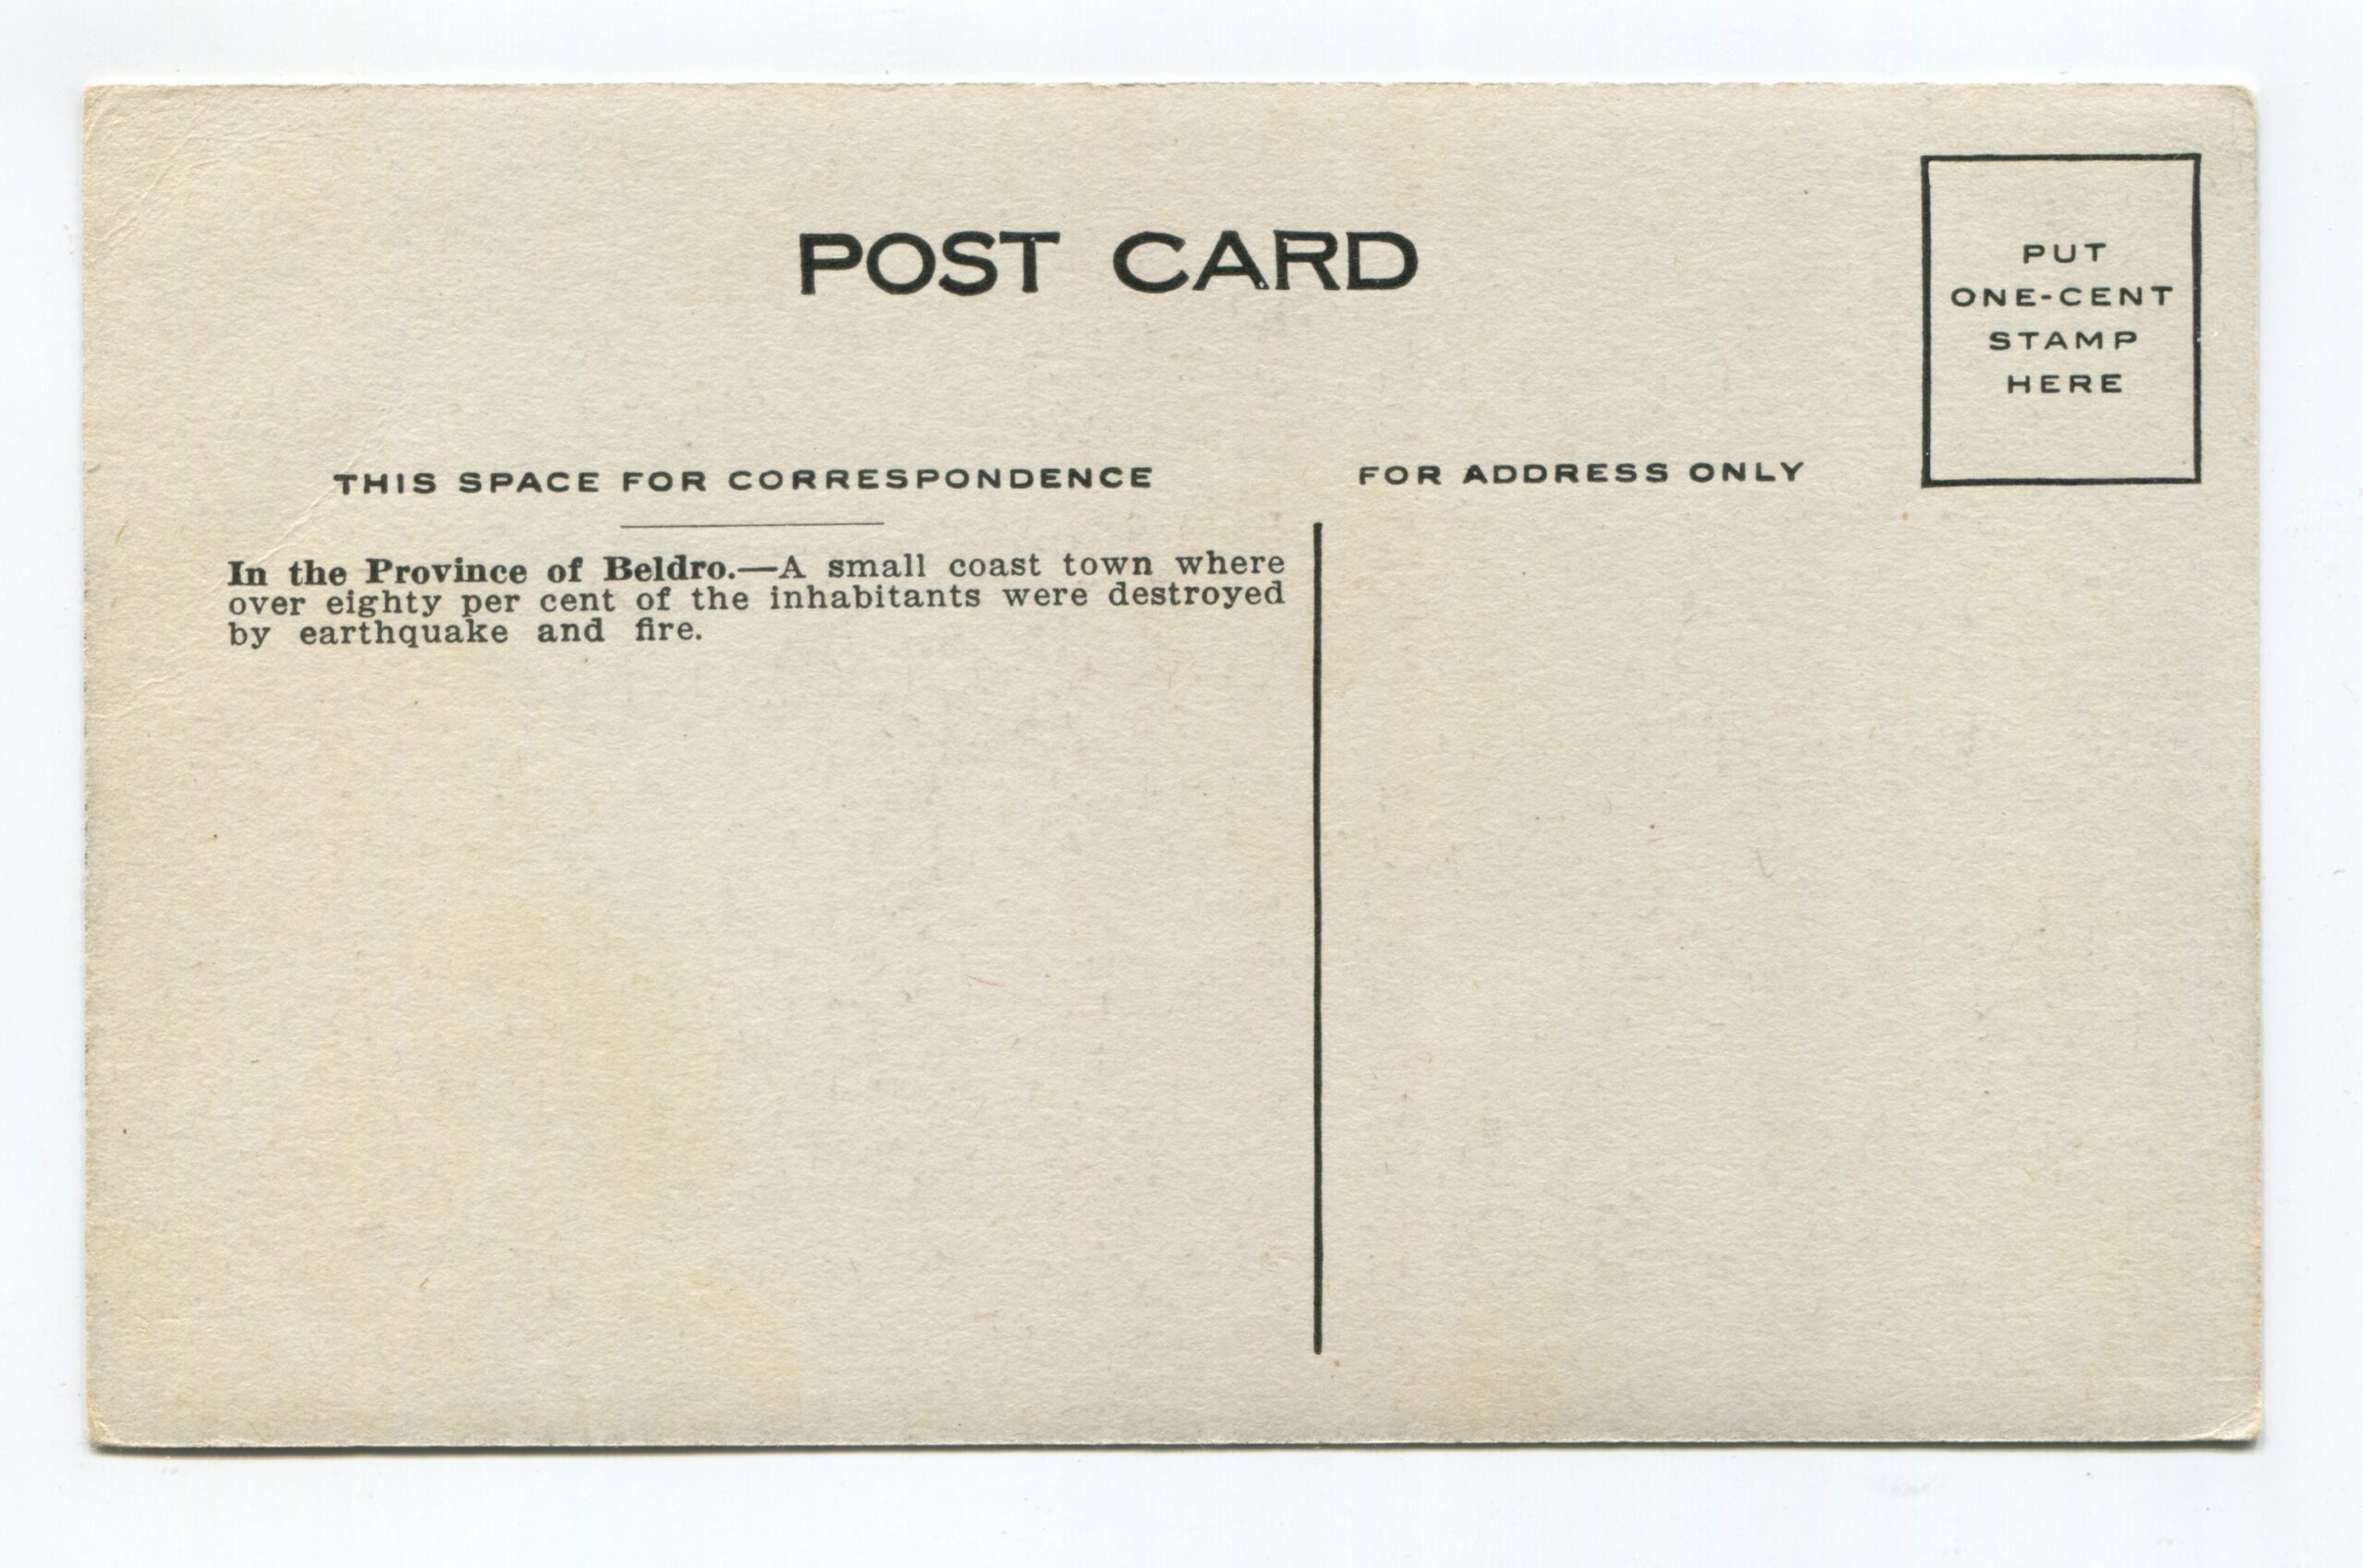 POST CARD
PUT
ONE-CENT
STAMP
HERE
THIS SPACE FOR CORRESPONDENCE
FOR ADDRESS ONLY
In the Province of Beldro.—A small coast town where
over eighty per cent of the inhabitants were destroyed
by earthquake and fire.